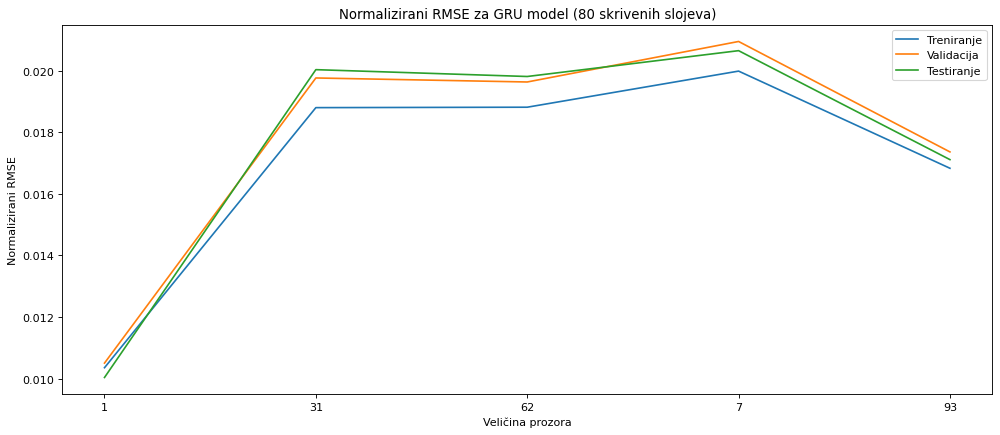 Normalizirani RMSE za GRU model (80 skrivenih slojeva)
Treniranje
Validacija
Testiranje
Normalizirani RMSE
0.020
0.018
0.016
0.014
0.012
0.010
1
31
62
7
93
Veličina prozora